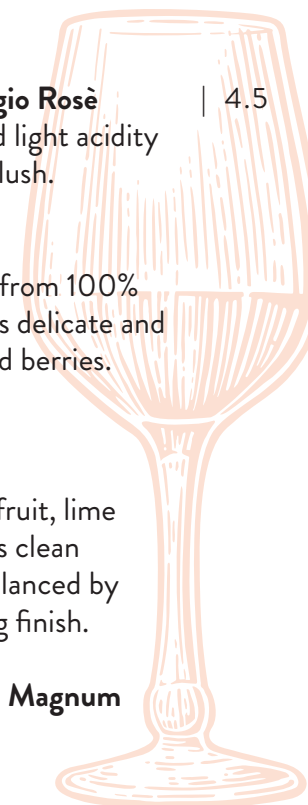 gio Rosè | 4.5
d light acidity
lush.
from 100%
s delicate and
d berries.
fruit, lime
s clean
lanced by
g finish.
Magnum